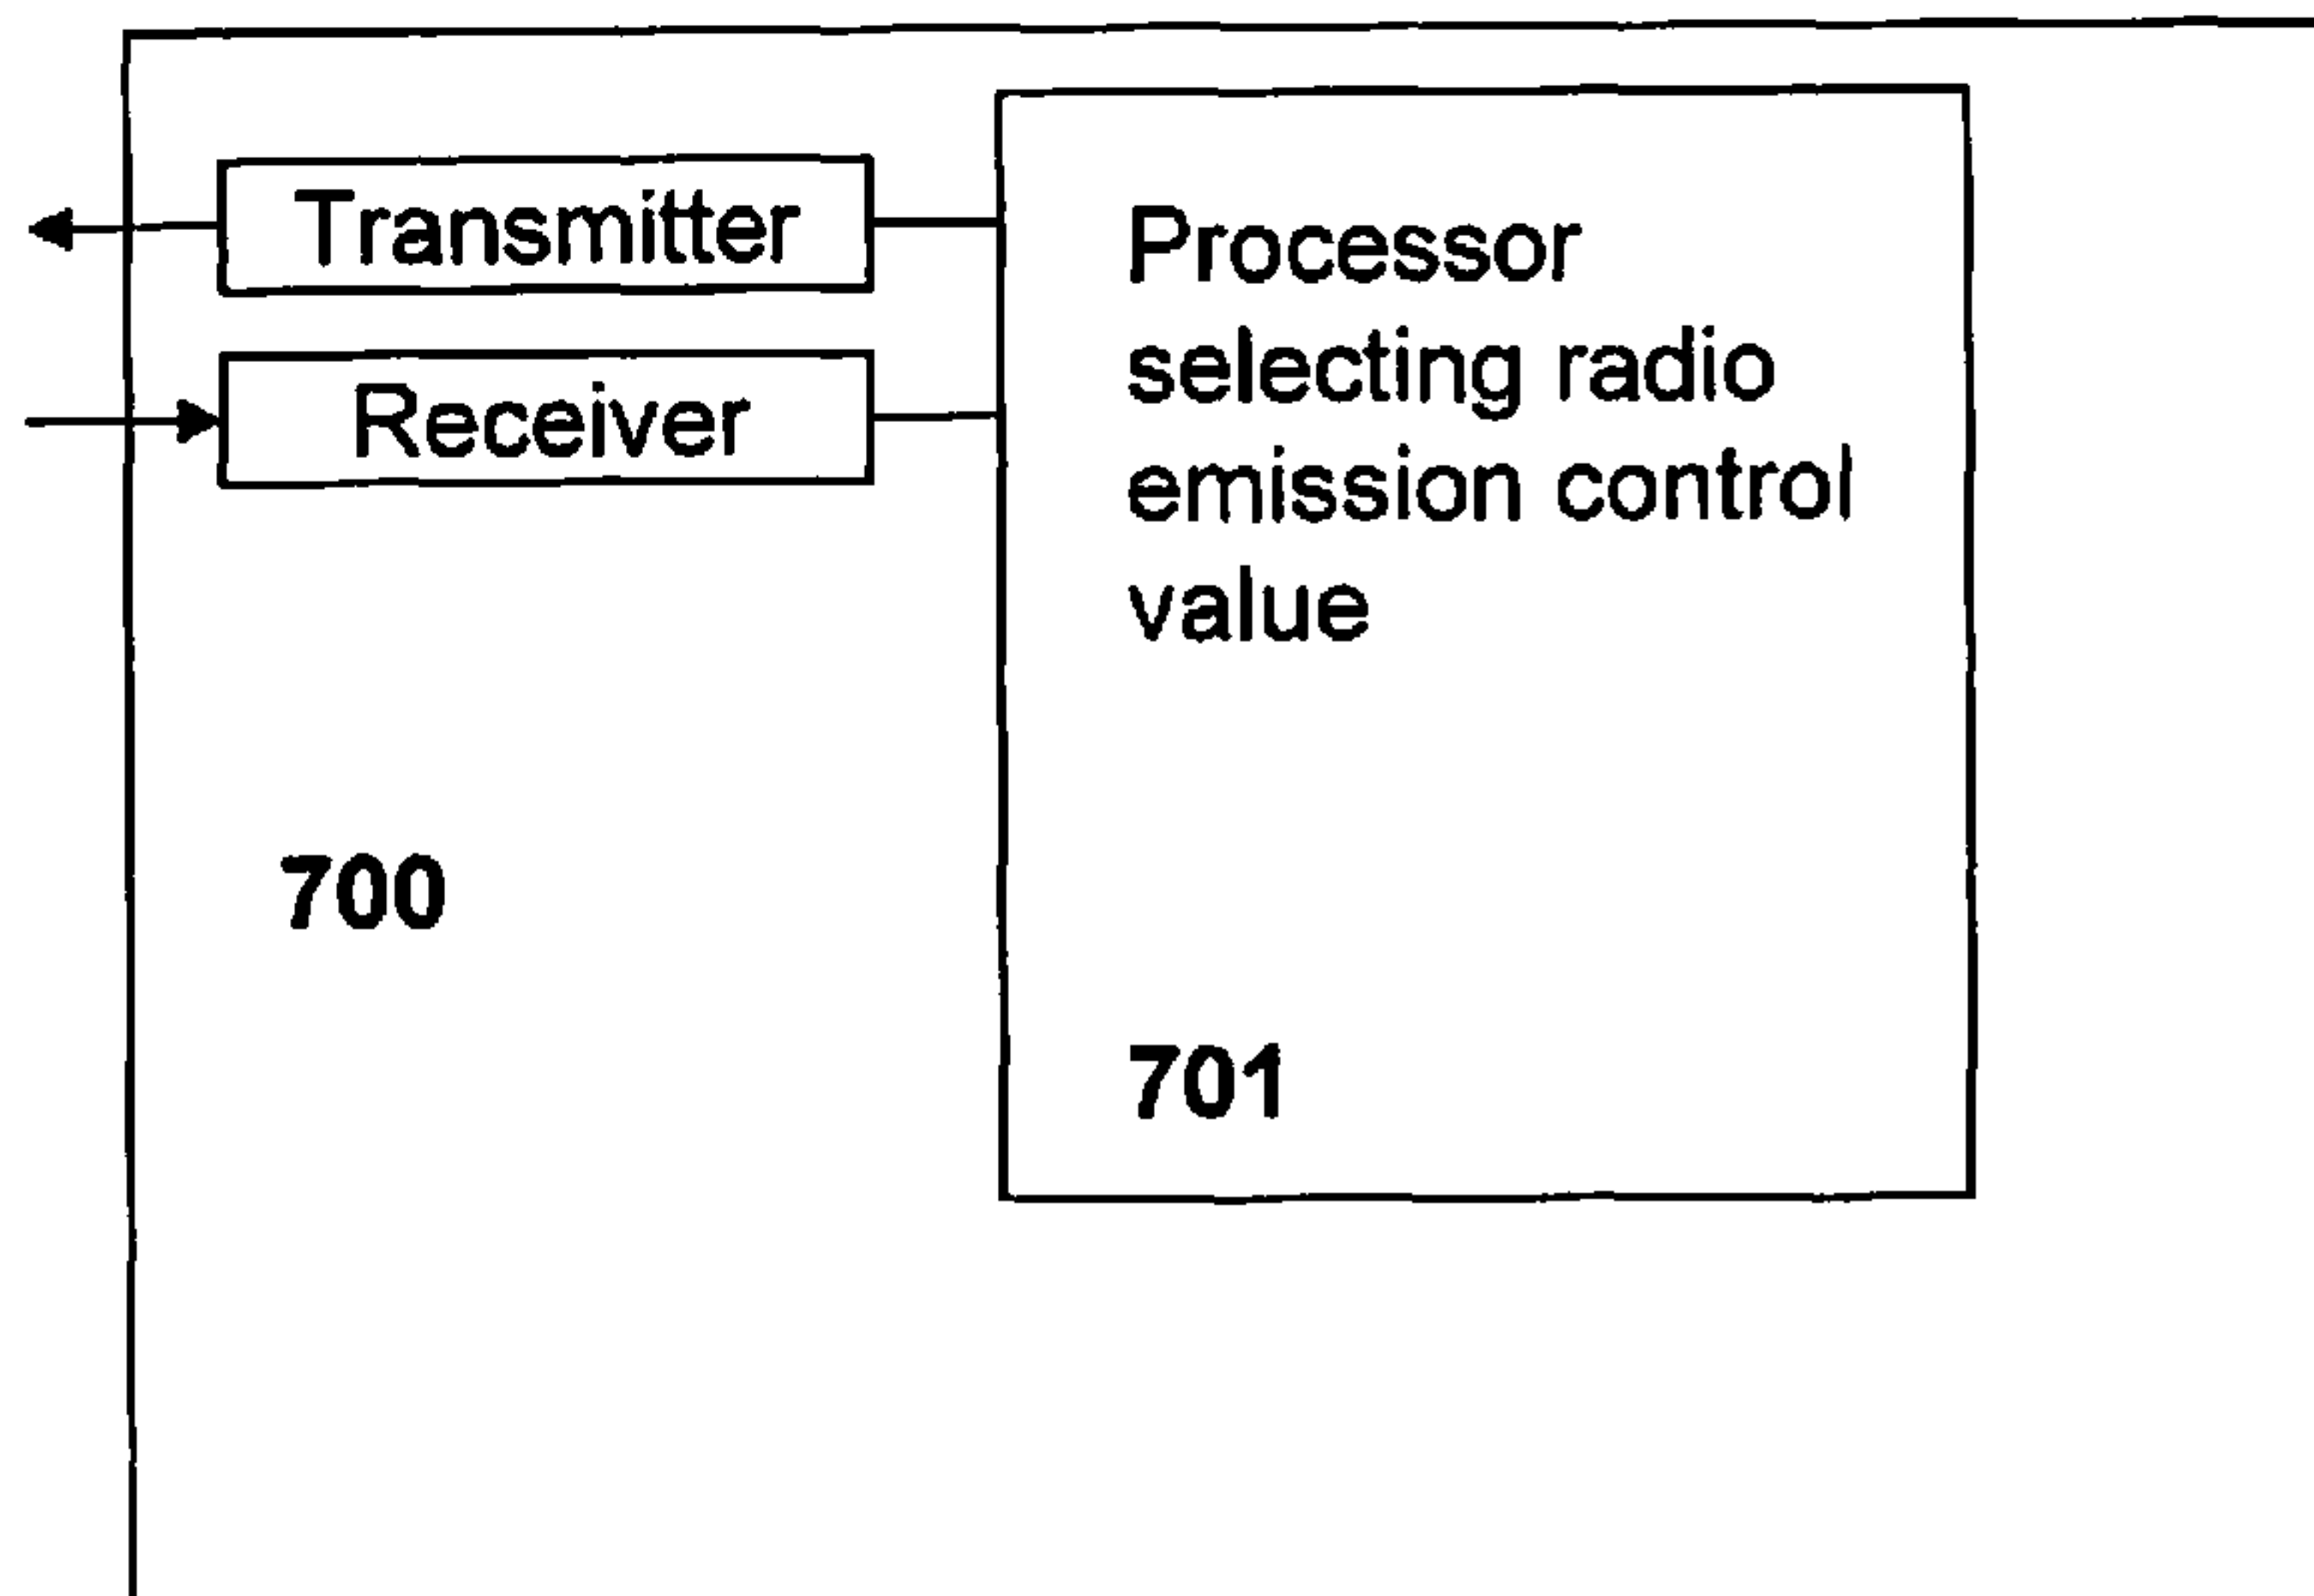 Transmitter
Receiver
Processor
selecting radio
emission control
value
700
701